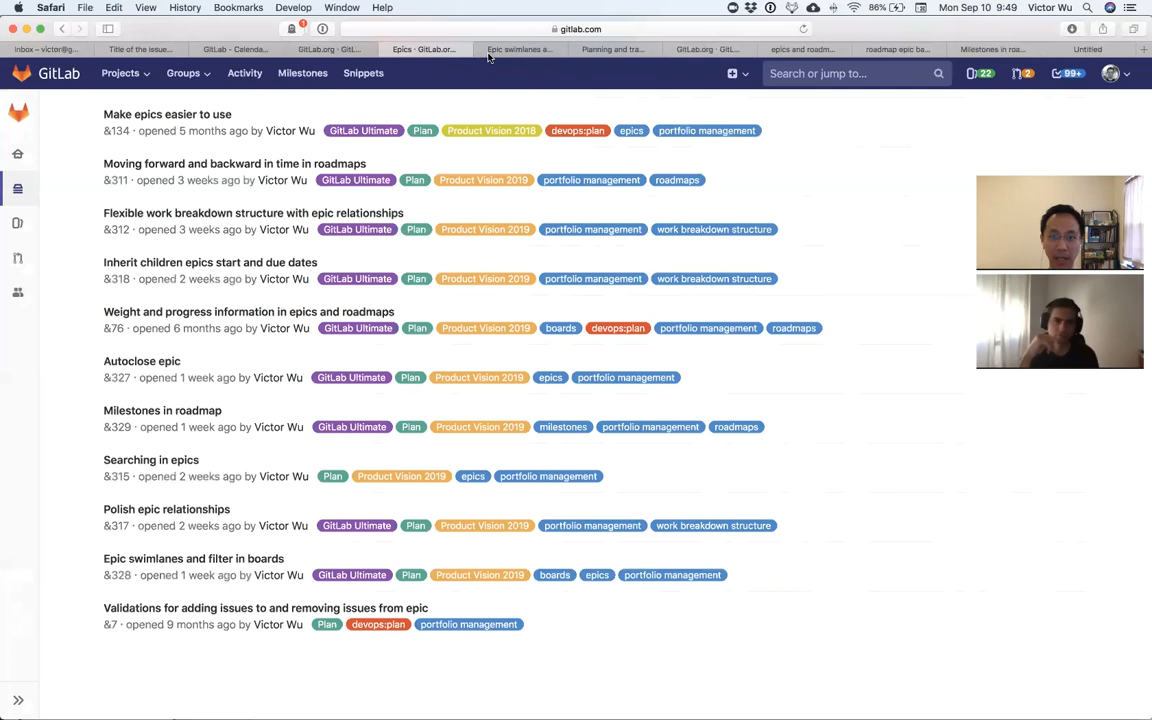 Safari File Edit View History Bookmarks Develop Window Help 86% Mon Sep 10 9:49 Victor Wu
gitlab.com
Inbox – victor@g... Title of the issue... GitLab - Calenda... GitLab.org · GitL... Epics · GitLab.or... Epic swimlanes a... Planning and tra... GitLab.org · GitL... epics and roadm... roadmap epic ba... Milestones in roa... Untitled
GitLab Projects Groups Activity Milestones Snippets Search or jump to... 22 2 99+
Make epics easier to use
&134 · opened 5 months ago by Victor Wu GitLab Ultimate Plan Product Vision 2018 devops:plan epics portfolio management
Moving forward and backward in time in roadmaps
&311 · opened 3 weeks ago by Victor Wu GitLab Ultimate Plan Product Vision 2019 portfolio management roadmaps
Flexible work breakdown structure with epic relationships
&312 · opened 3 weeks ago by Victor Wu GitLab Ultimate Plan Product Vision 2019 portfolio management work breakdown structure
Inherit children epics start and due dates
&318 · opened 2 weeks ago by Victor Wu GitLab Ultimate Plan Product Vision 2019 portfolio management work breakdown structure
Weight and progress information in epics and roadmaps
&76 · opened 6 months ago by Victor Wu GitLab Ultimate Plan Product Vision 2019 boards devops:plan portfolio management roadmaps
Autoclose epic
&327 · opened 1 week ago by Victor Wu GitLab Ultimate Plan Product Vision 2019 epics portfolio management
Milestones in roadmap
&329 · opened 1 week ago by Victor Wu GitLab Ultimate Plan Product Vision 2019 milestones portfolio management roadmaps
Searching in epics
&315 · opened 2 weeks ago by Victor Wu Plan Product Vision 2019 epics portfolio management
Polish epic relationships
&317 · opened 2 weeks ago by Victor Wu GitLab Ultimate Plan Product Vision 2019 portfolio management work breakdown structure
Epic swimlanes and filter in boards
&328 · opened 1 week ago by Victor Wu GitLab Ultimate Plan Product Vision 2019 boards epics portfolio management
Validations for adding issues to and removing issues from epic
&7 · opened 9 months ago by Victor Wu Plan devops:plan portfolio management